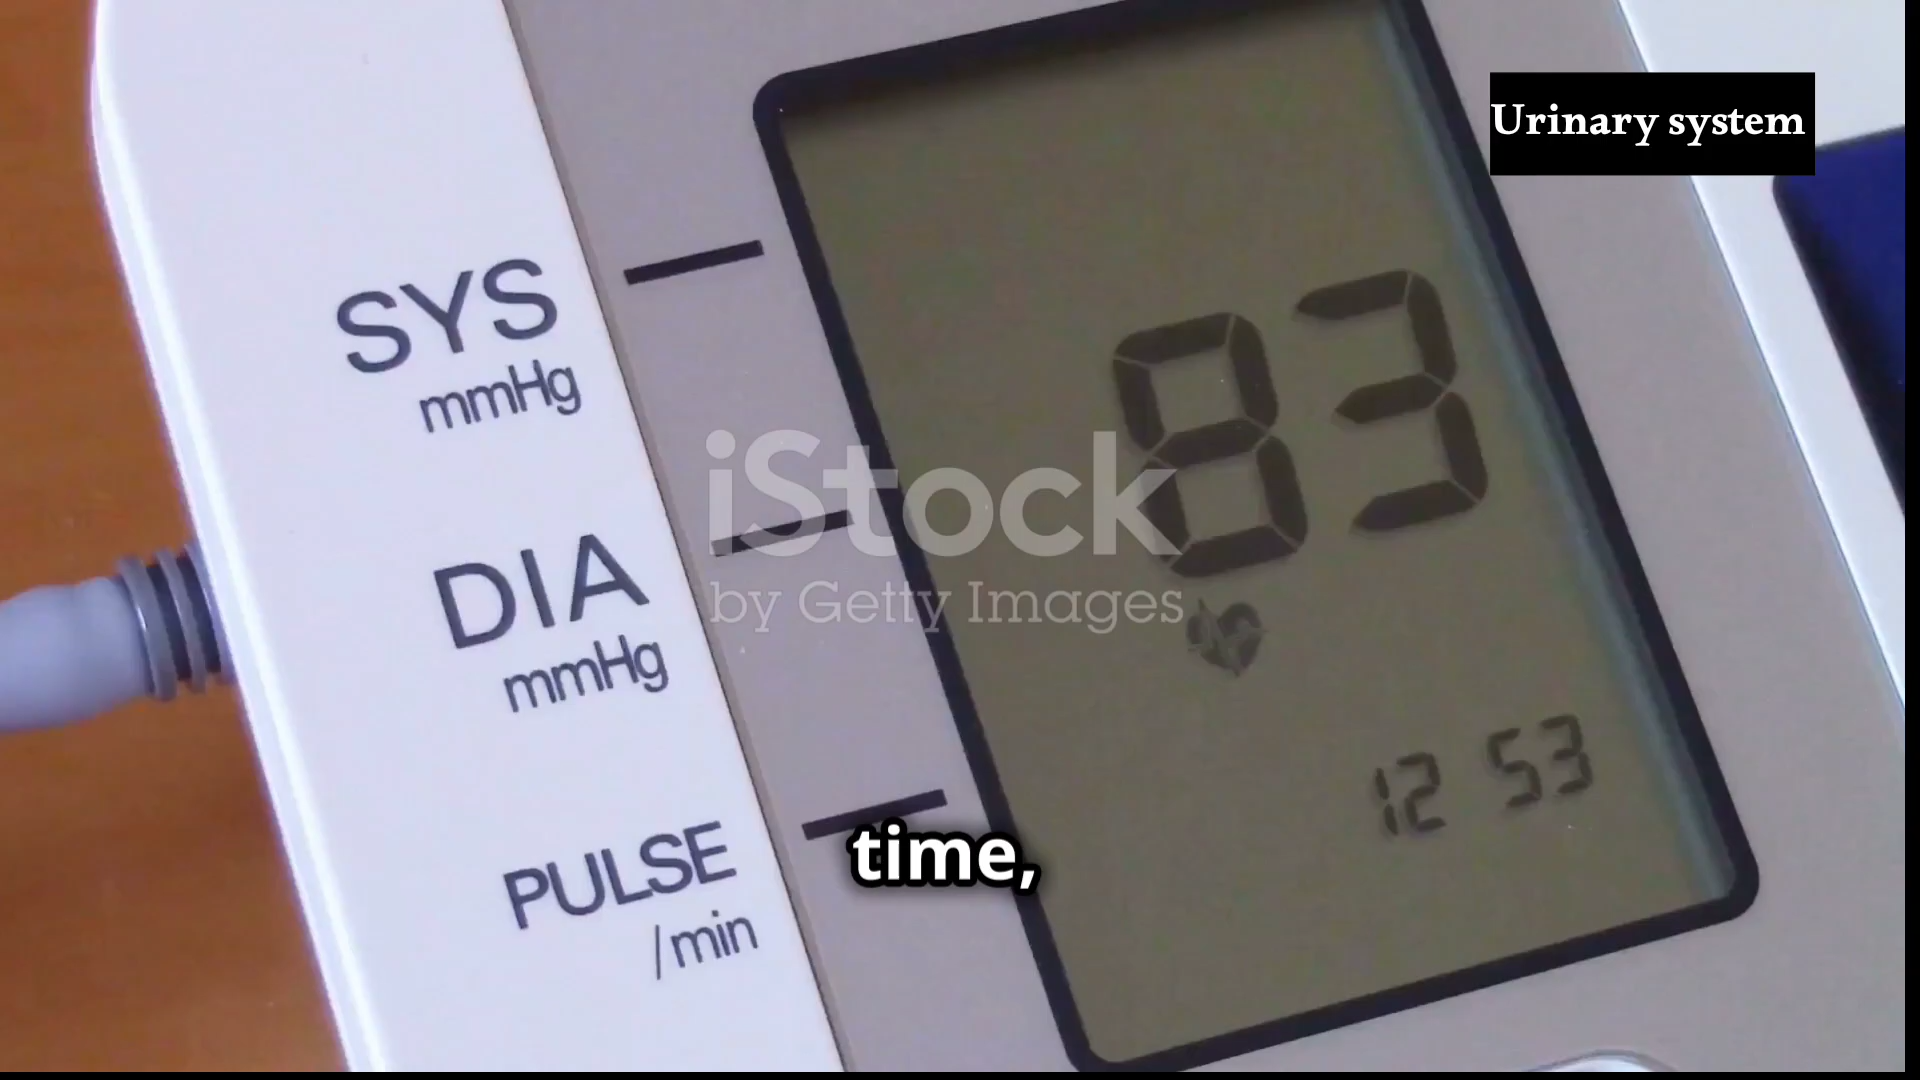 Urinary system
SYS
mmHg
83
DIA
mmHg
iStock
by Getty Images
12 53
PULSE
/min
time,